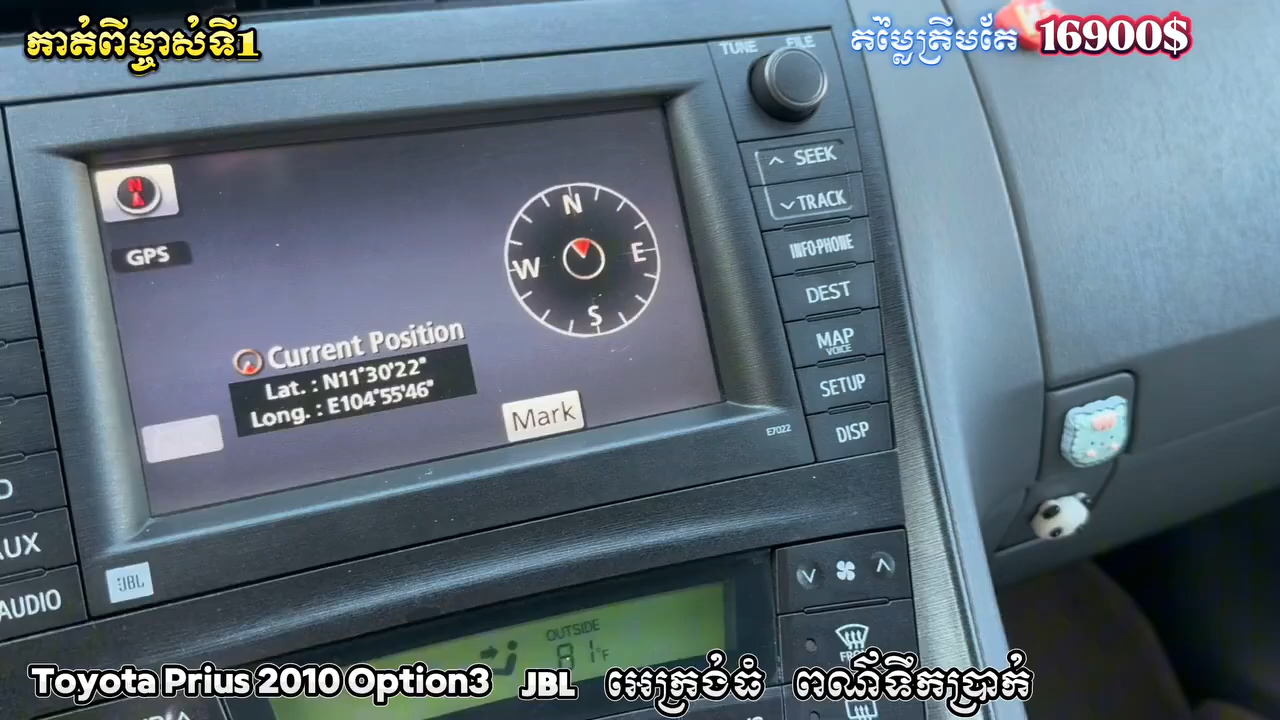 កាត់ពីម្ចាស់ទី1
តម្លៃត្រឹមតែ 16900$
TUNE FILE
SEEK
TRACK
INFO·PHONE
DEST
MAP
VOICE
SETUP
DISP
N
GPS
N
W E
S
Current Position
Lat. : N11°30'22"
Long. : E104°55'46"
Mark
E7022
AUX
JBL
AUDIO
OUTSIDE
81°F
Toyota Prius 2010 Option3 JBL អេក្រង់ធំ ពណ៌ទឹកប្រាក់